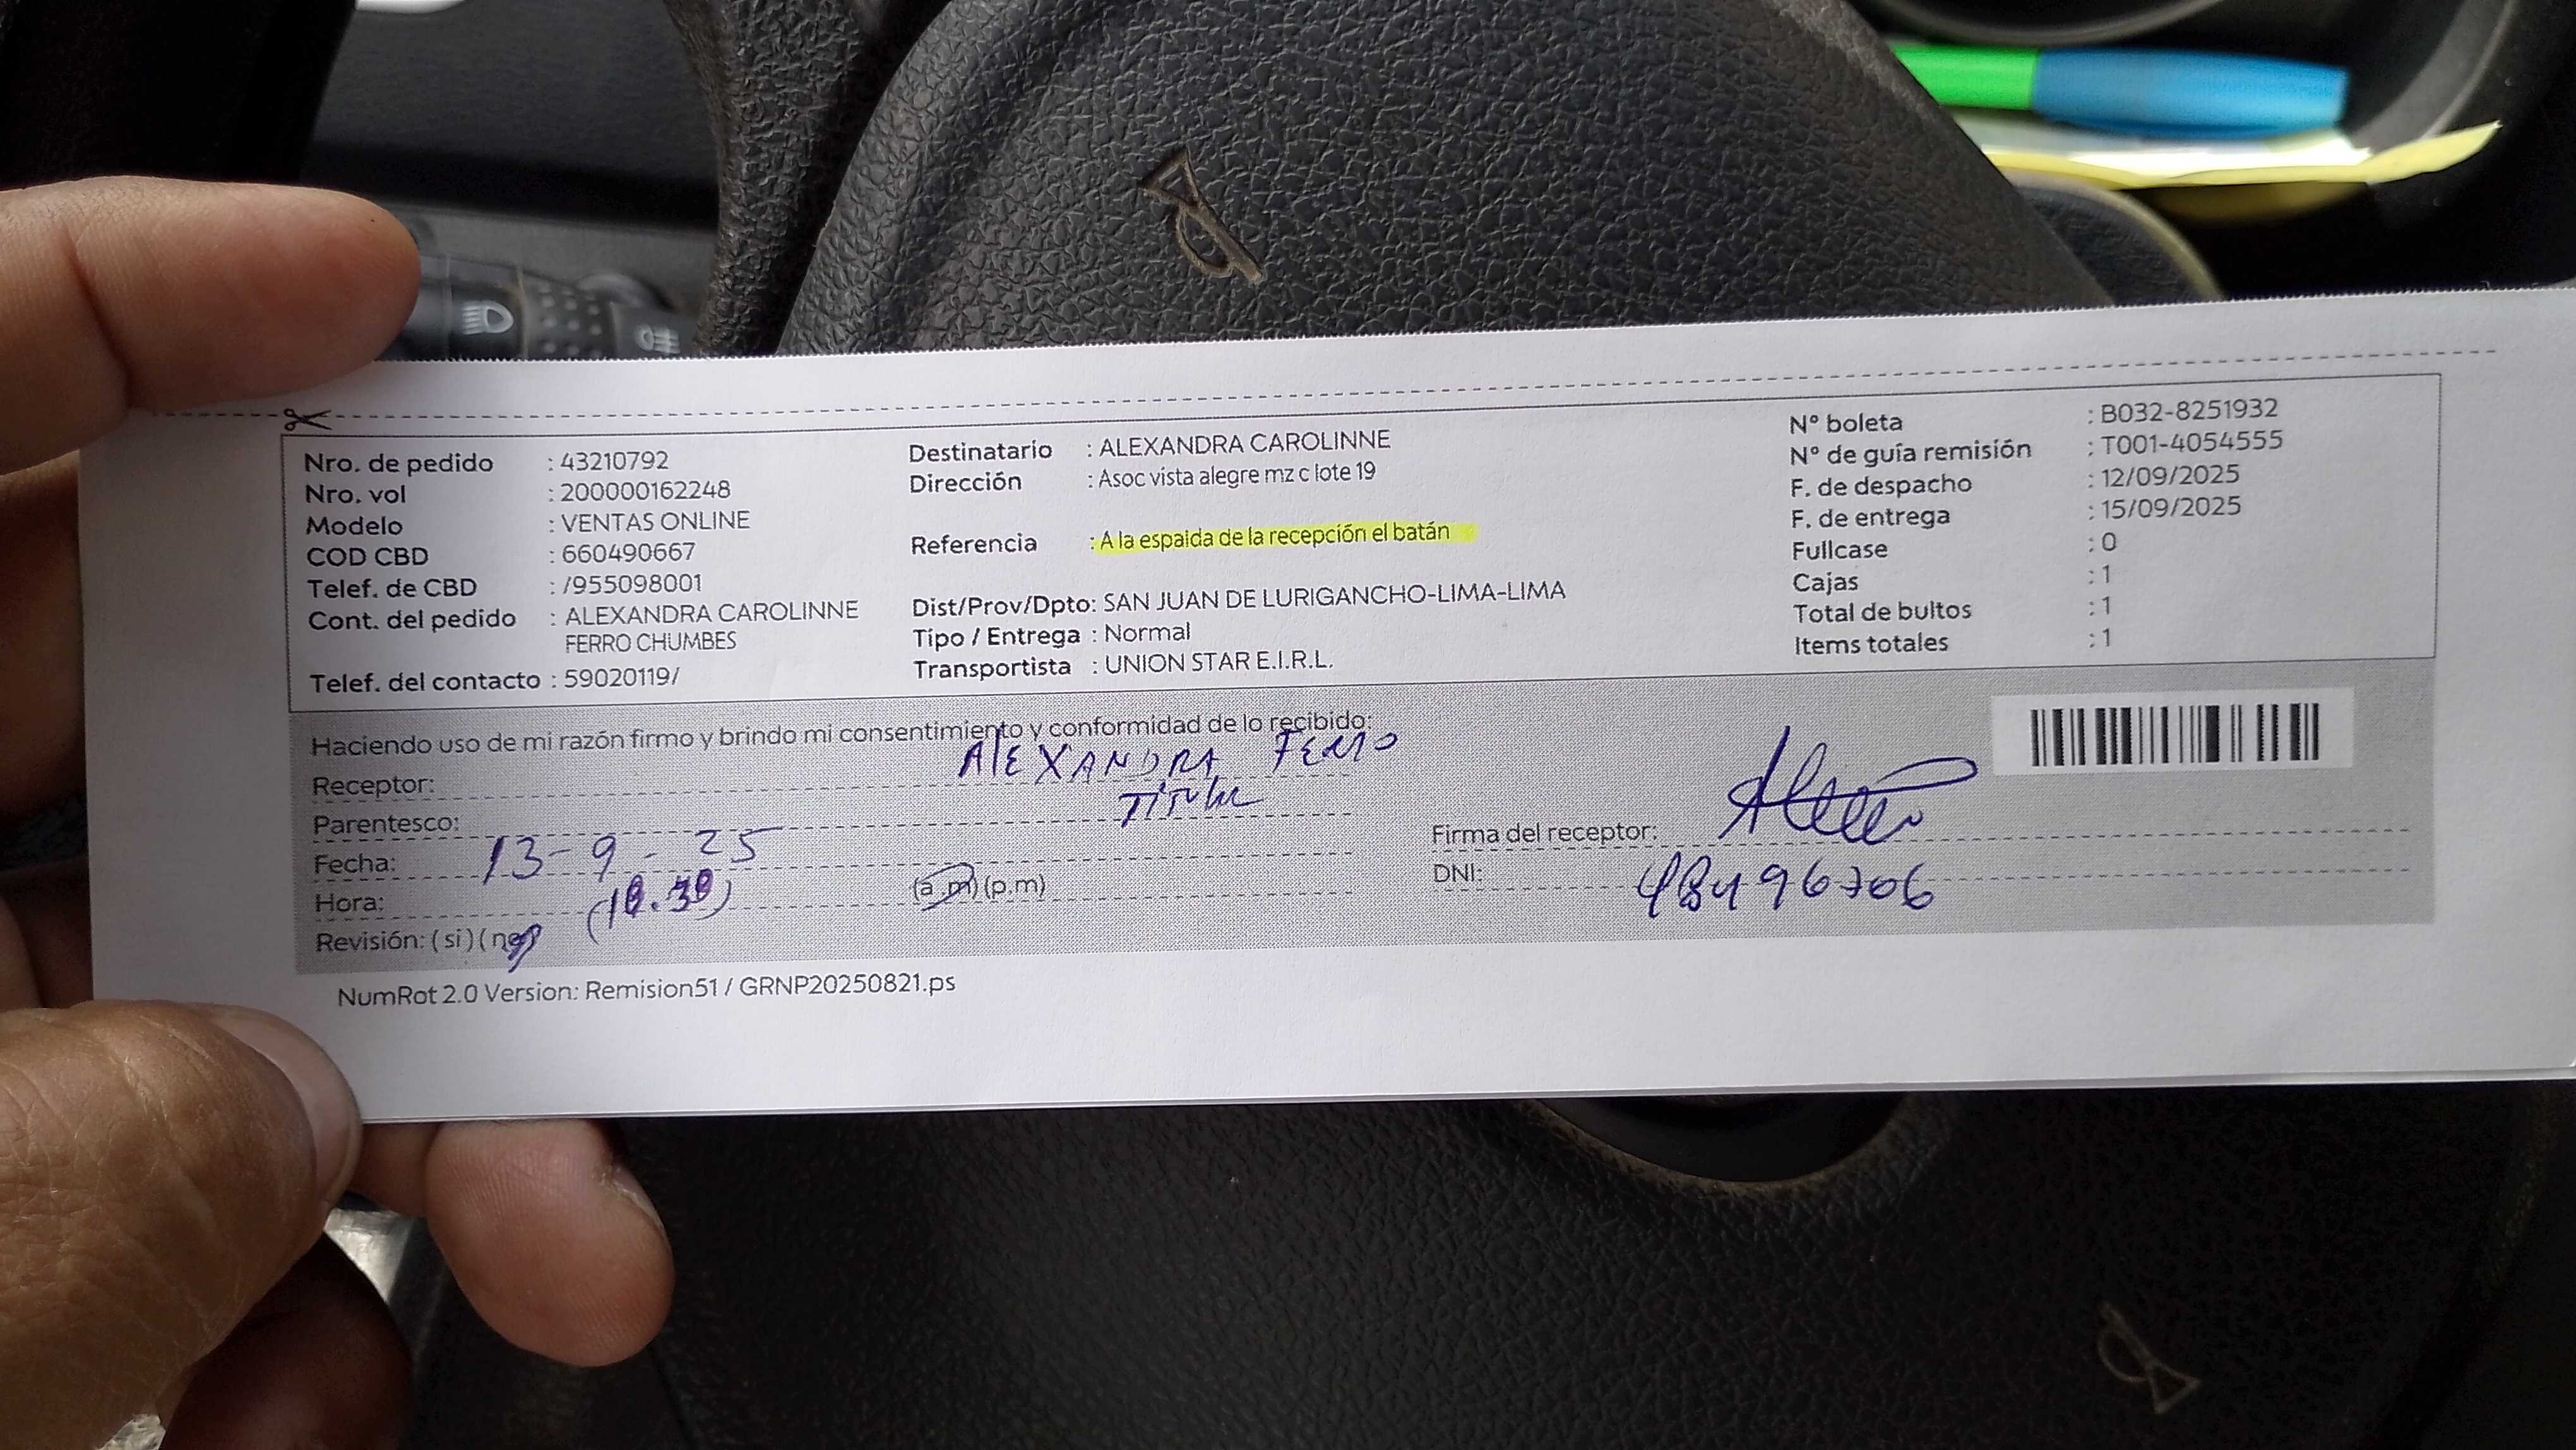 Nro. de pedido : 43210792
Nro. vol : 200000162248
Modelo : VENTAS ONLINE
COD CBD : 660490667
Telef. de CBD : /955098001
Cont. del pedido : ALEXANDRA CAROLINNE
FERRO CHUMBES
Telef. del contacto : 59020119/
Destinatario : ALEXANDRA CAROLINNE
Dirección : Asoc vista alegre mz c lote 19
Referencia : A la espalda de la recepción el batán
Dist/Prov/Dpto: SAN JUAN DE LURIGANCHO-LIMA-LIMA
Tipo / Entrega : Normal
Transportista : UNION STAR E.I.R.L.
Nº boleta : B032-8251932
Nº de guía remisión : T001-4054555
F. de despacho : 12/09/2025
F. de entrega : 15/09/2025
Fullcase : 0
Cajas : 1
Total de bultos : 1
Items totales : 1
Haciendo uso de mi razón firmo y brindo mi consentimiento y conformidad de lo recibido:
Receptor: ALEXANDRA FERRO
Parentesco: Titular
Fecha: 13-9-25
Hora: (a.m) (p.m)
Revisión: (si) (no)
Firma del receptor:
DNI: 48496706
NumRot 2.0 Version: Remision51 / GRNP20250821.ps